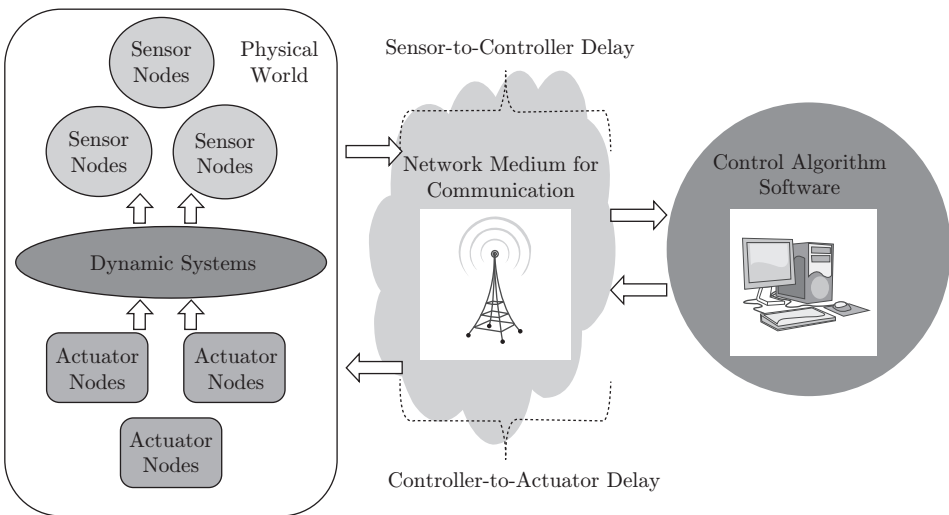 Sensor
Nodes
Physical
World
Sensor
Nodes
Sensor
Nodes
Dynamic Systems
Actuator
Nodes
Actuator
Nodes
Actuator
Nodes
Sensor-to-Controller Delay
Network Medium for
Communication
Controller-to-Actuator Delay
Control Algorithm
Software